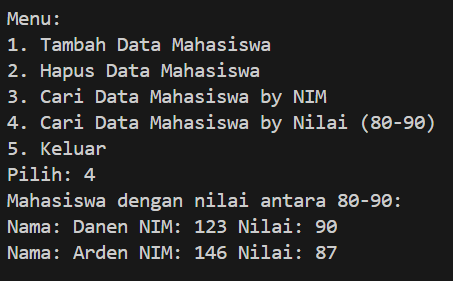 Menu:
1. Tambah Data Mahasiswa
2. Hapus Data Mahasiswa
3. Cari Data Mahasiswa by NIM
4. Cari Data Mahasiswa by Nilai (80-90)
5. Keluar
Pilih: 4
Mahasiswa dengan nilai antara 80-90:
Nama: Danen NIM: 123 Nilai: 90
Nama: Arden NIM: 146 Nilai: 87